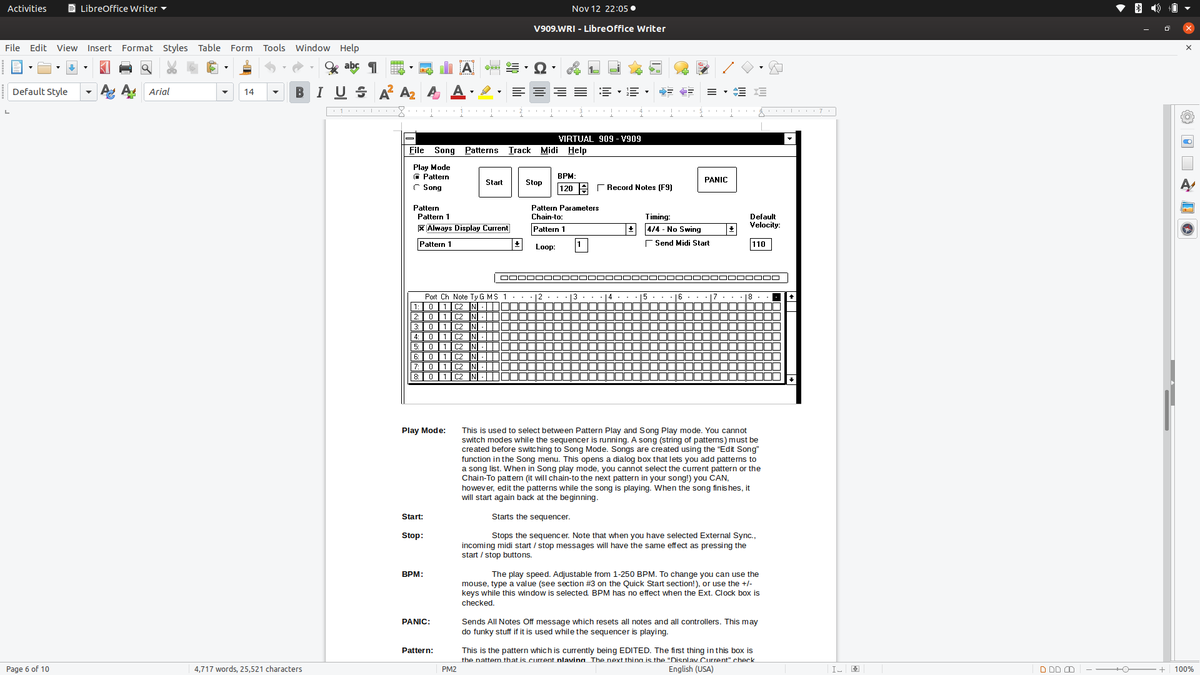 Activities LibreOffice Writer Nov 12 22:05
V909.WRI - LibreOffice Writer
File Edit View Insert Format Styles Table Form Tools Window Help
Default Style Arial 14
VIRTUAL 909 - V909
File Song Patterns Track Midi Help
Play Mode
Pattern
Song
Start
Stop
BPM:
120
Record Notes (F9)
PANIC
Pattern
Pattern 1
Always Display Current
Pattern 1
Pattern Parameters
Chain-to:
Pattern 1
Loop: 1
Timing:
4/4 - No Swing
Send Midi Start
Default
Velocity:
110
Port Ch Note Ty G M S 1 · · · |2 · · · |3 · · · |4 · · · |5 · · · |6 · · · |7 · · · |8 · ·
1: 0 1 C2 N ·
2: 0 1 C2 N ·
3: 0 1 C2 N ·
4: 0 1 C2 N ·
5: 0 1 C2 N ·
6: 0 1 C2 N ·
7: 0 1 C2 N ·
8: 0 1 C2 N ·
Play Mode: This is used to select between Pattern Play and Song Play mode. You cannot
switch modes while the sequencer is running. A song (string of patterns) must be
created before switching to Song Mode. Songs are created using the “Edit Song”
function in the Song menu. This opens a dialog box that lets you add patterns to
a song list. When in Song play mode, you cannot select the current pattern or the
Chain-To pattern (it will chain-to the next pattern in your song!) you CAN,
however, edit the patterns while the song is playing. When the song finishes, it
will start again back at the beginning.
Start: Starts the sequencer.
Stop: Stops the sequencer. Note that when you have selected External Sync.,
incoming midi start / stop messages will have the same effect as pressing the
start / stop buttons.
BPM: The play speed. Adjustable from 1-250 BPM. To change you can use the
mouse, type a value (see section #3 on the Quick Start section!), or use the +/-
keys while this window is selected. BPM has no effect when the Ext. Clock box is
checked.
PANIC: Sends All Notes Off message which resets all notes and all controllers. This may
do funky stuff if it is used while the sequencer is playing.
Pattern: This is the pattern which is currently being EDITED. The first thing in this box is
the pattern that is current playing. The next thing is the “Display Current” check
Page 6 of 10 4,717 words, 25,521 characters PM2 English (USA) 100%